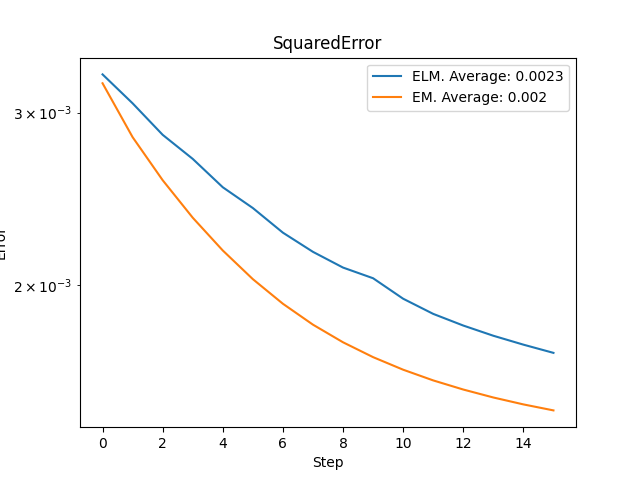 SquaredError
ELM. Average: 0.0023
EM. Average: 0.002
3 × 10⁻³
2 × 10⁻³
Error
0 2 4 6 8 10 12 14
Step